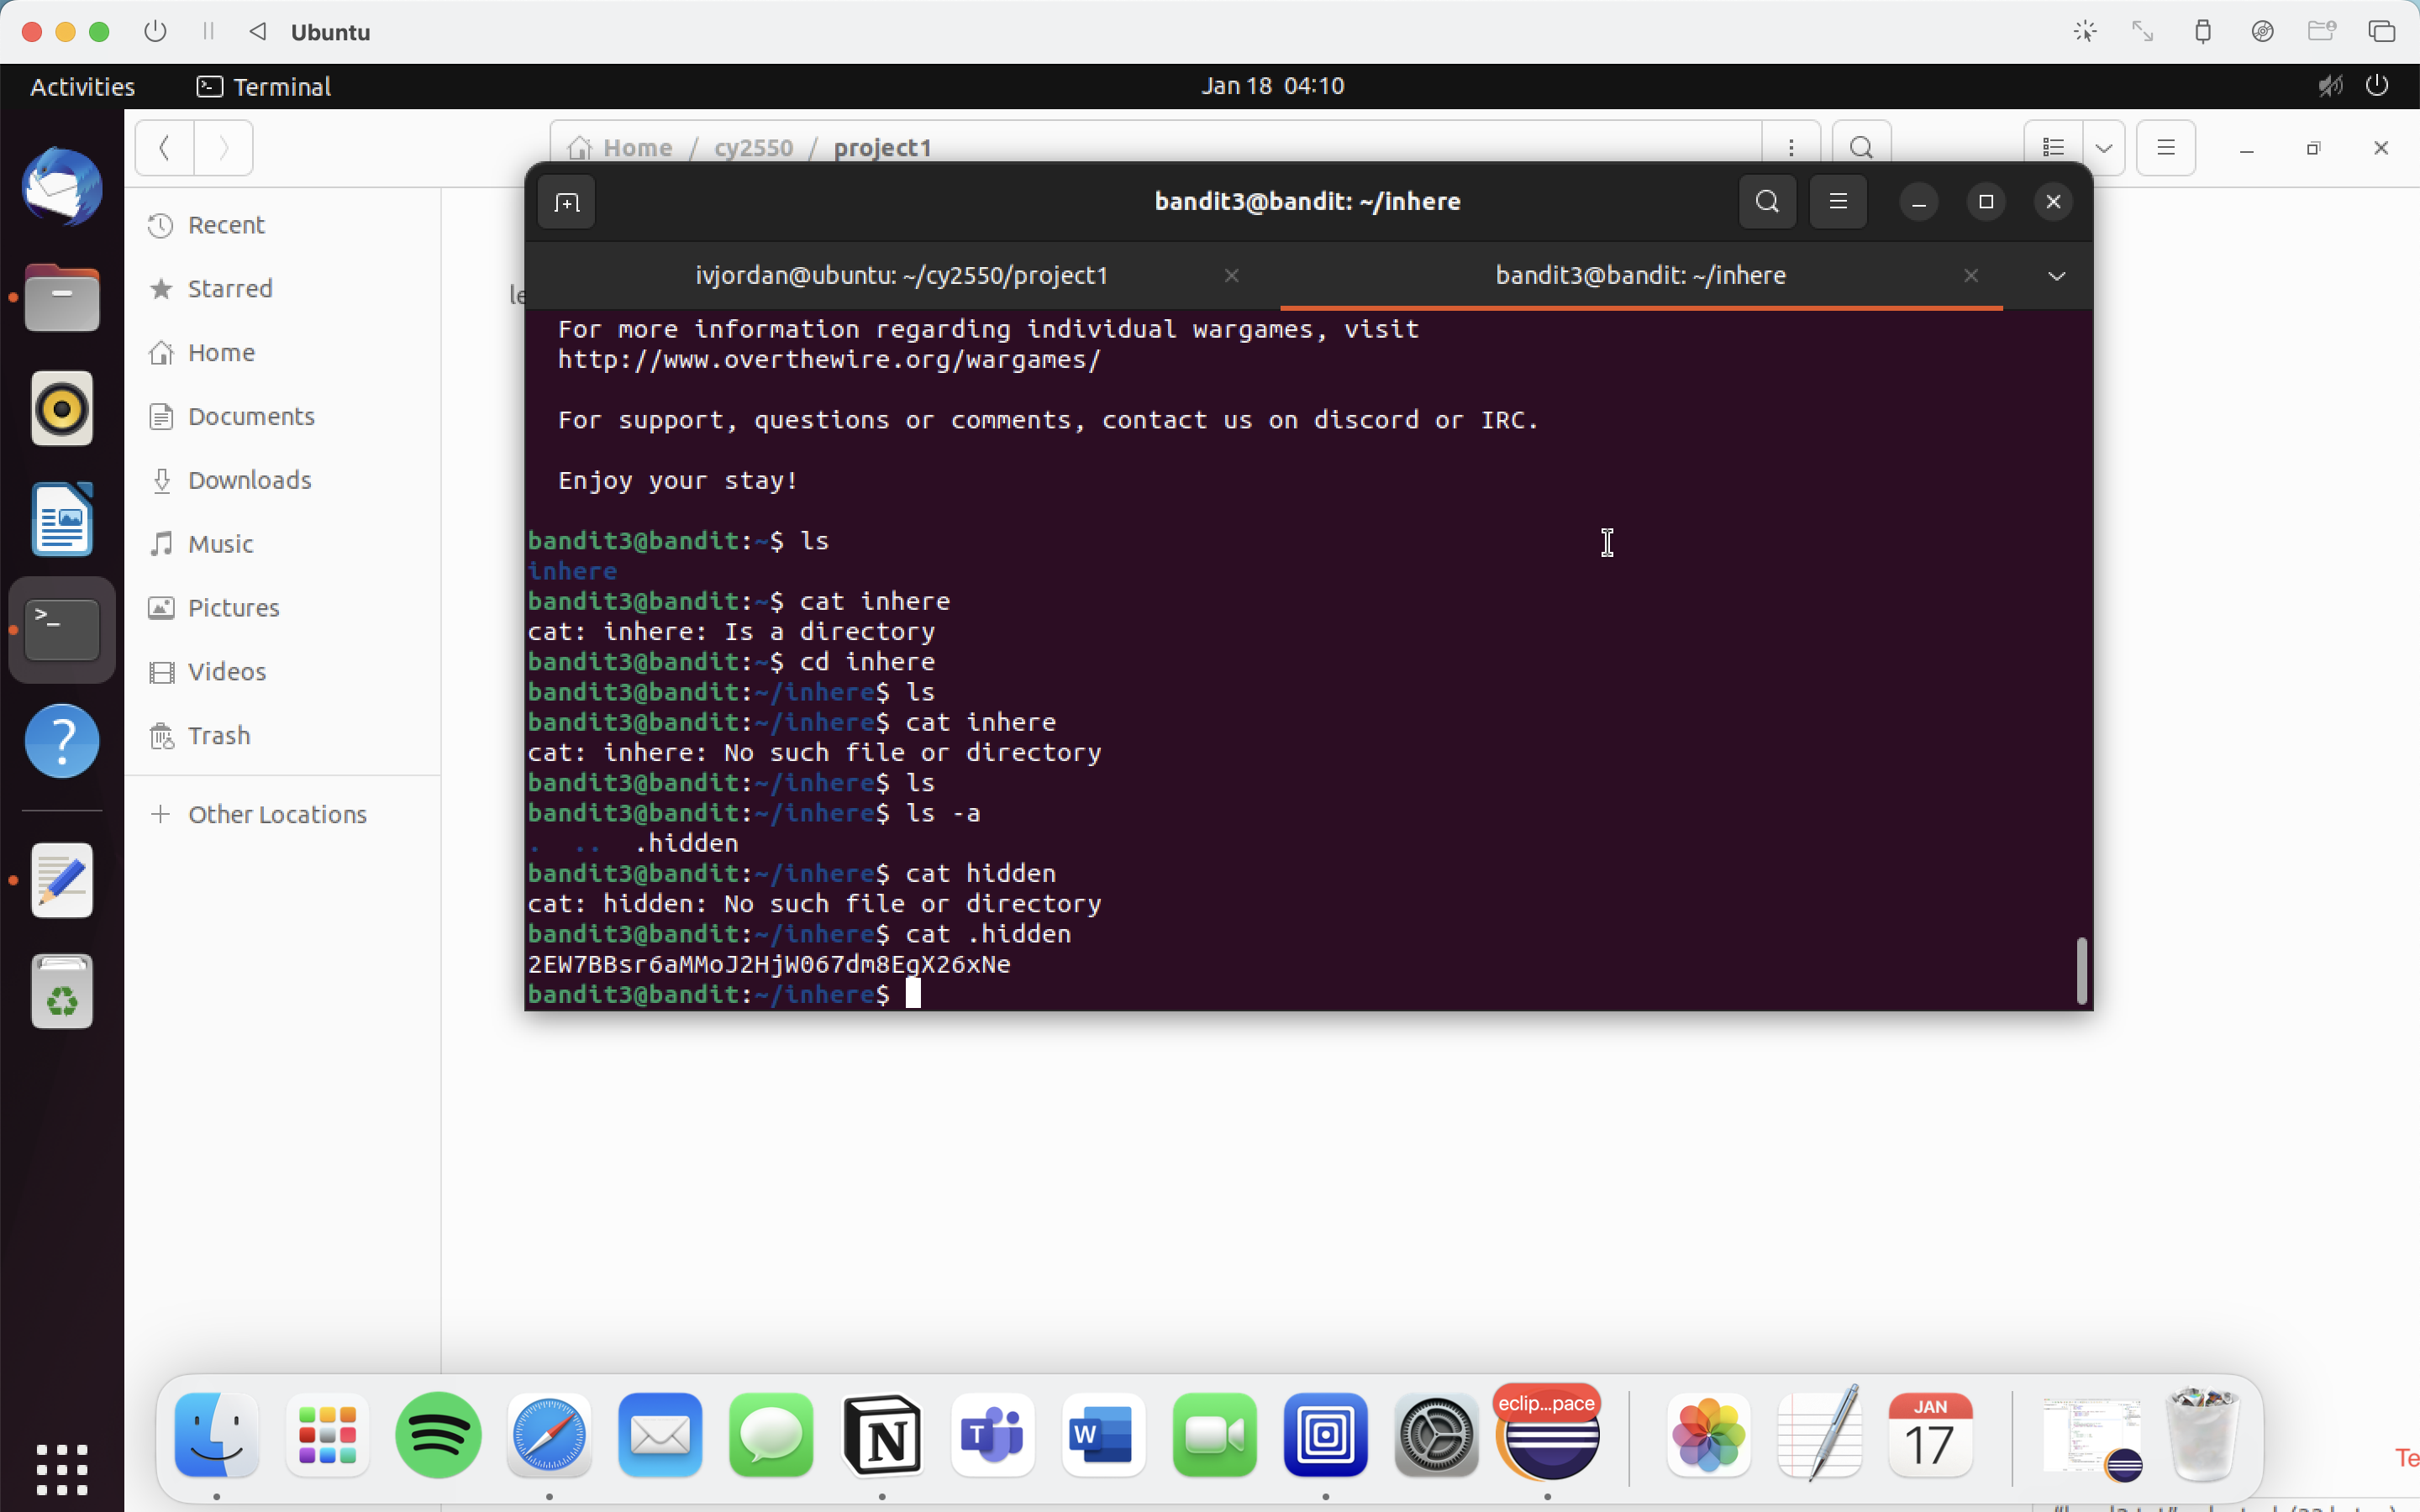 Ubuntu
Activities
Terminal
Jan 18 04:10
Home / cy2550 / project1
bandit3@bandit: ~/inhere
ivjordan@ubuntu: ~/cy2550/project1
bandit3@bandit: ~/inhere
Recent
Starred
Home
Documents
Downloads
Music
Pictures
Videos
Trash
Other Locations
le
For more information regarding individual wargames, visit
http://www.overthewire.org/wargames/
For support, questions or comments, contact us on discord or IRC.
Enjoy your stay!
bandit3@bandit:~$ ls
inhere
bandit3@bandit:~$ cat inhere
cat: inhere: Is a directory
bandit3@bandit:~$ cd inhere
bandit3@bandit:~/inhere$ ls
bandit3@bandit:~/inhere$ cat inhere
cat: inhere: No such file or directory
bandit3@bandit:~/inhere$ ls
bandit3@bandit:~/inhere$ ls -a
. .. .hidden
bandit3@bandit:~/inhere$ cat hidden
cat: hidden: No such file or directory
bandit3@bandit:~/inhere$ cat .hidden
2EW7BBsr6aMMoJ2HjW067dm8EgX26xNe
bandit3@bandit:~/inhere$
eclip...pace
JAN
17
Te